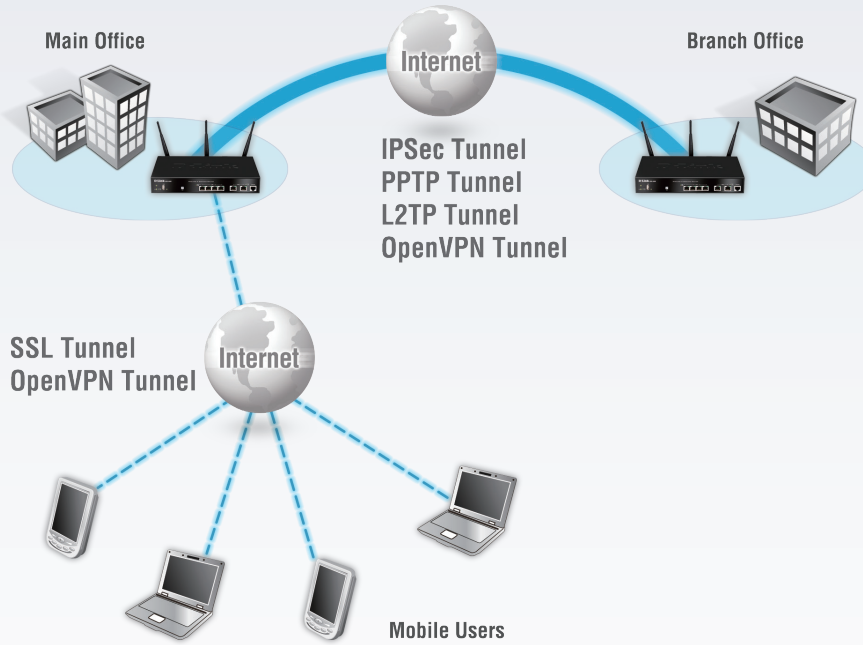 Main Office
Internet
Branch Office
IPSec Tunnel
PPTP Tunnel
L2TP Tunnel
OpenVPN Tunnel
SSL Tunnel
OpenVPN Tunnel
Internet
Mobile Users